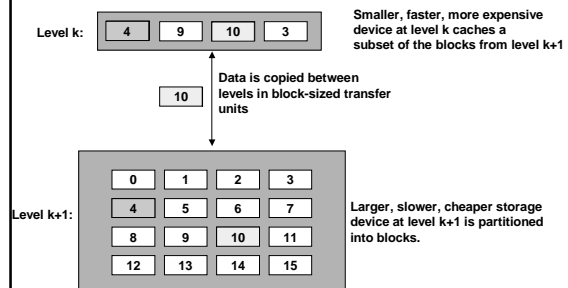 Level k:
4 9 10 3
Smaller, faster, more expensive
device at level k caches a
subset of the blocks from level k+1
Data is copied between
levels in block-sized transfer
units
10
Level k+1:
0 1 2 3
4 5 6 7
8 9 10 11
12 13 14 15
Larger, slower, cheaper storage
device at level k+1 is partitioned
into blocks.